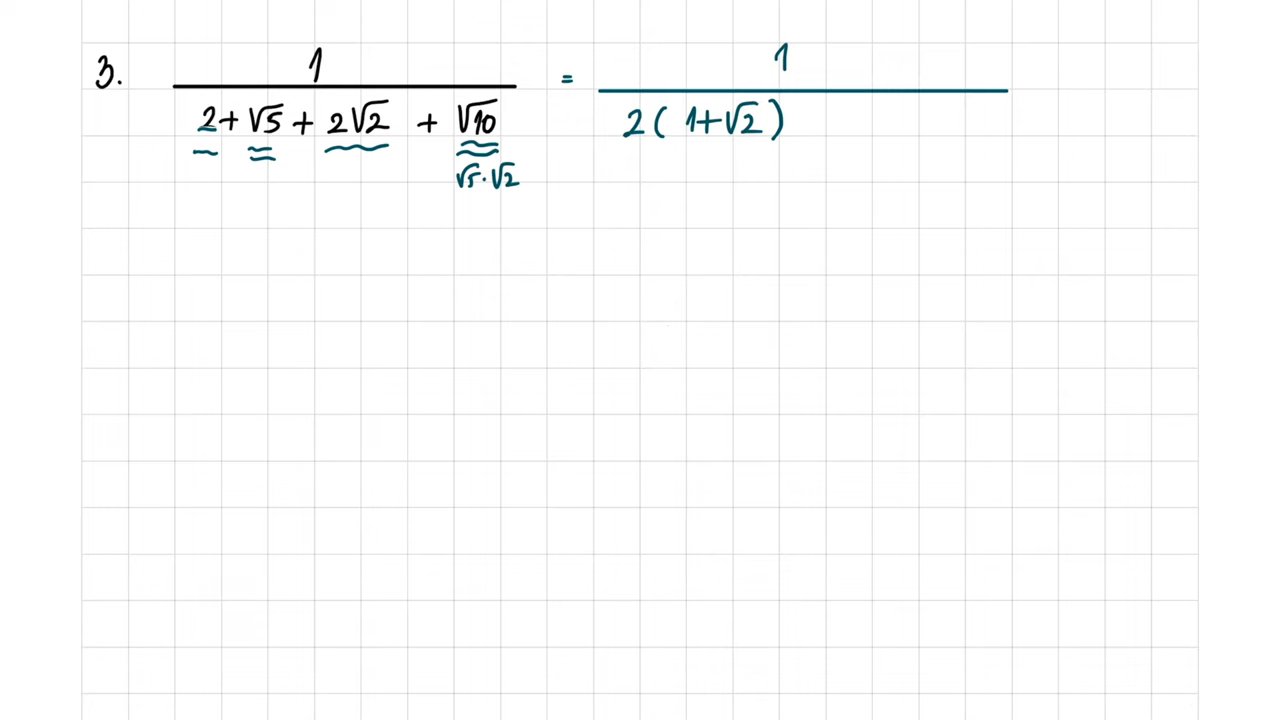 3. 1 / (2 + √5 + 2√2 + √10) = 1 / (2(1+√2)
√5·√2